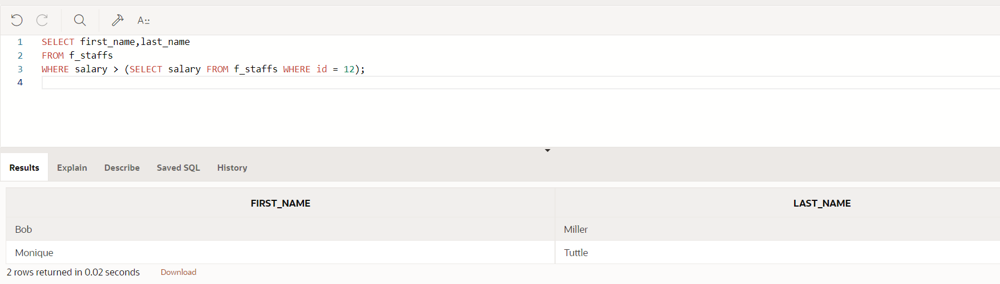 A
1 SELECT first_name,last_name
2 FROM f_staffs
3 WHERE salary > (SELECT salary FROM f_staffs WHERE id = 12);
4
Results Explain Describe Saved SQL History
FIRST_NAME LAST_NAME
Bob Miller
Monique Tuttle
2 rows returned in 0.02 seconds Download